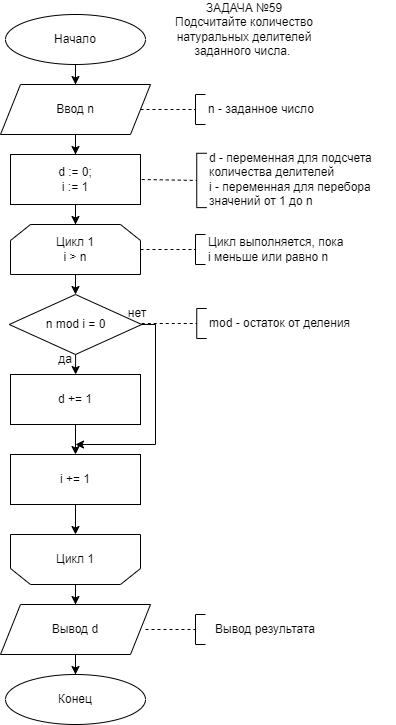 ЗАДАЧА №59
Подсчитайте количество
натуральных делителей
заданного числа.
Начало
Ввод n
n - заданное число
d := 0;
i := 1
d - переменная для подсчета
количества делителей
i - переменная для перебора
значений от 1 до n
Цикл 1
i > n
Цикл выполняется, пока
i меньше или равно n
n mod i = 0
нет
mod - остаток от деления
да
d += 1
i += 1
Цикл 1
Вывод d
Вывод результата
Конец